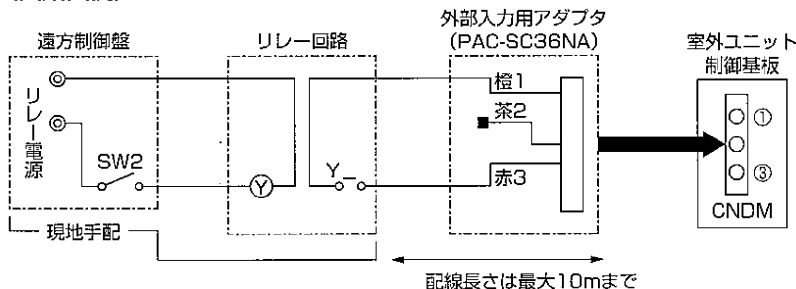 遠方制御盤
リレー回路
外部入力用アダプタ
(PAC-SC36NA)
室外ユニット
制御基板
リレー電源
SW2
Y
Y
橙1
茶2
赤3
①
③
CNDM
現地手配
配線長さは最大10mまで